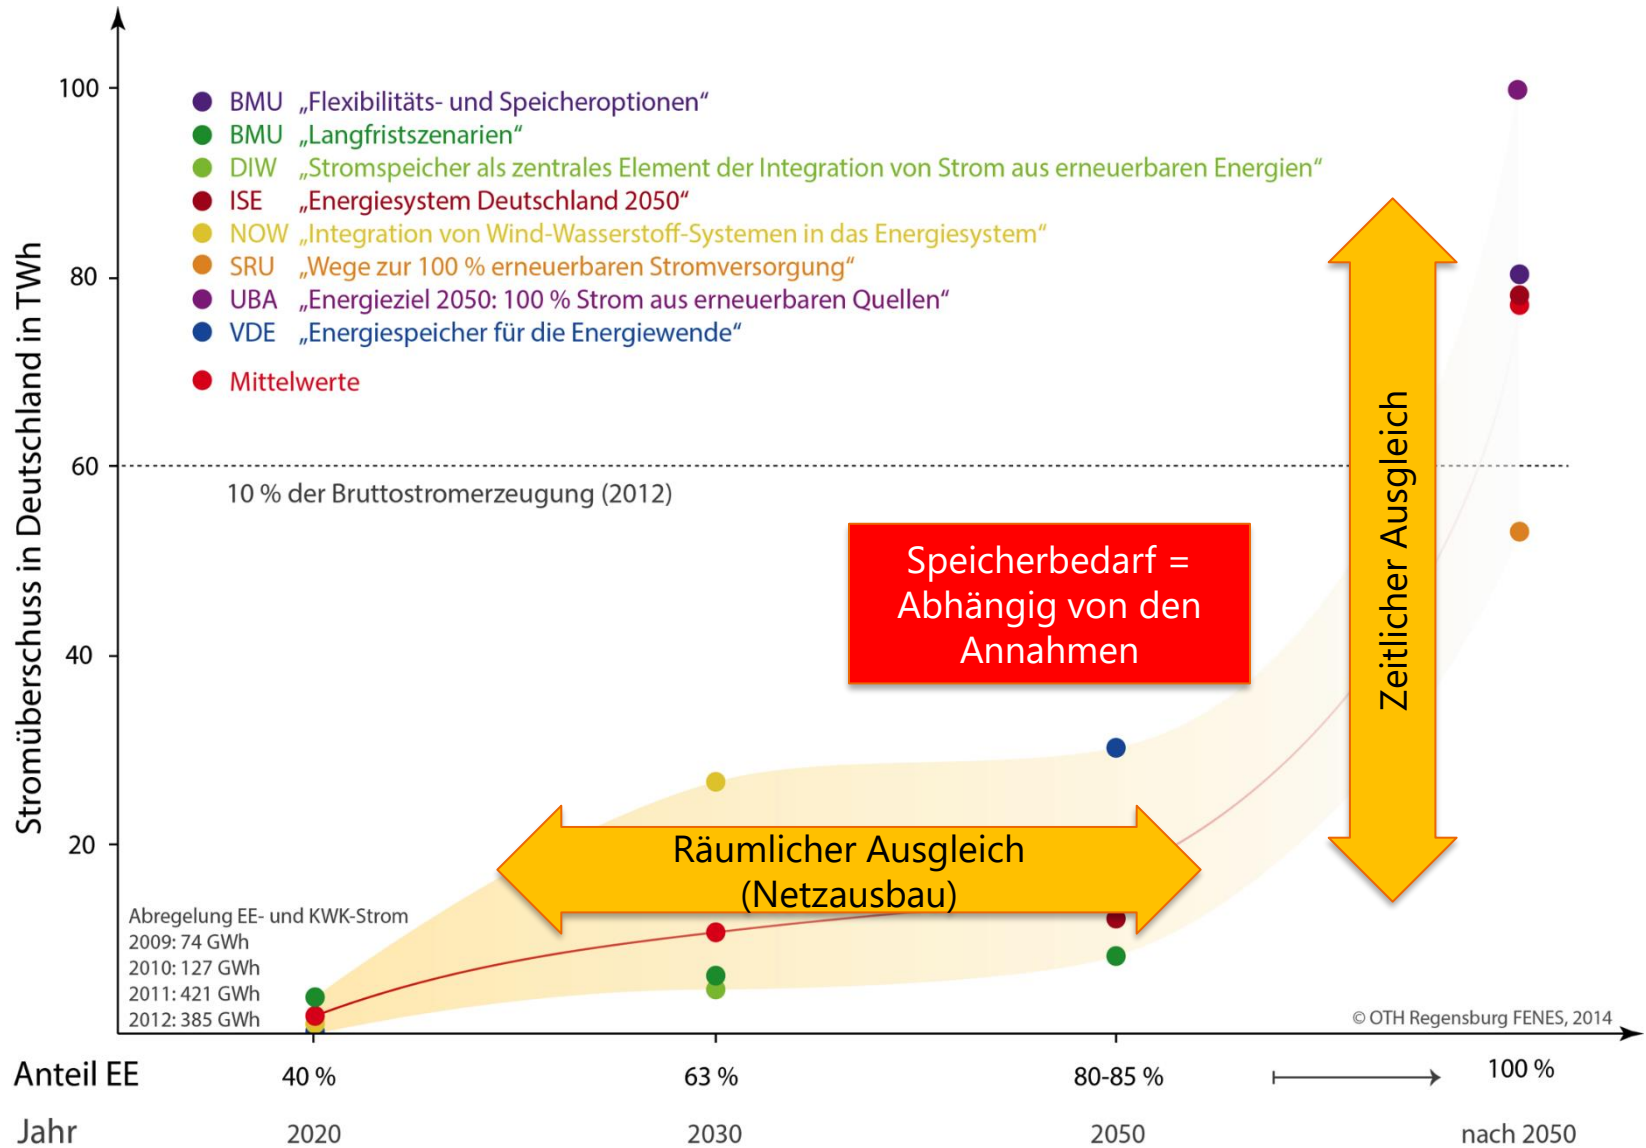 Stromüberschuss in Deutschland in TWh
100
80
60
40
20
BMU „Flexibilitäts- und Speicheroptionen“
BMU „Langfristszenarien“
DIW „Stromspeicher als zentrales Element der Integration von Strom aus erneuerbaren Energien“
ISE „Energiesystem Deutschland 2050“
NOW „Integration von Wind-Wasserstoff-Systemen in das Energiesystem“
SRU „Wege zur 100 % erneuerbaren Stromversorgung“
UBA „Energieziel 2050: 100 % Strom aus erneuerbaren Quellen“
VDE „Energiespeicher für die Energiewende“
Mittelwerte
10 % der Bruttostromerzeugung (2012)
Speicherbedarf =
Abhängig von den
Annahmen
Zeitlicher Ausgleich
Räumlicher Ausgleich
(Netzausbau)
Abregelung EE- und KWK-Strom
2009: 74 GWh
2010: 127 GWh
2011: 421 GWh
2012: 385 GWh
© OTH Regensburg FENES, 2014
Anteil EE 40 % 63 % 80-85 % 100 %
Jahr 2020 2030 2050 nach 2050